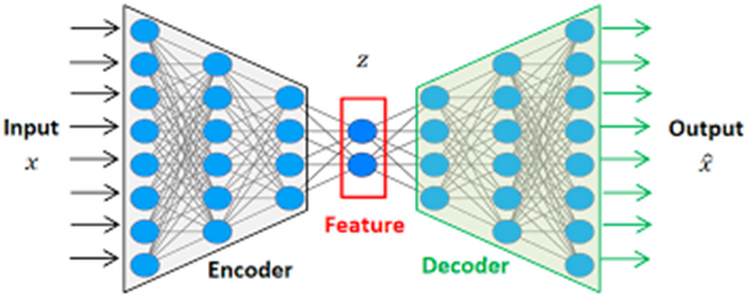 z
Input
x
Output
x̂
Feature
Encoder
Decoder